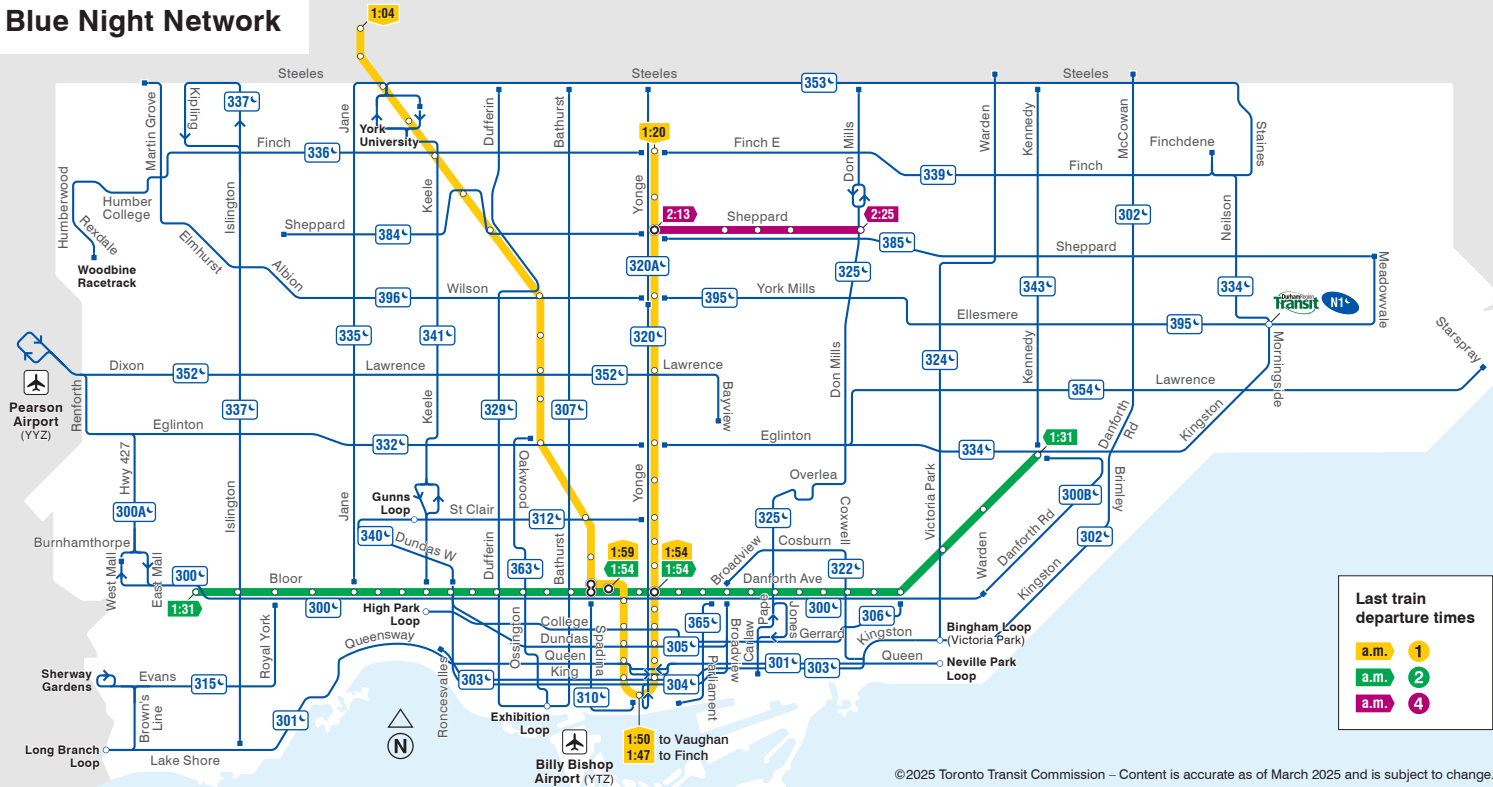 Blue Night Network
1:04
Steeles
Steeles
353
Steeles
Martin Grove
Kipling
337
Jane
York
University
Dufferin
Bathurst
1:20
Don Mills
Warden
Kennedy
McCowan
Finchdene
Staines
Finch
336
Finch E
339
Finch
Humberwood
Humber
College
Rexdale
Woodbine
Racetrack
Islington
Elmhurst
Albion
Keele
Yonge
Sheppard
384
2:13
Sheppard
2:25
385
302
Neilson
Sheppard
Meadowvale
320A
325
343
334
DurhamRegion
Transit
N1
396
Wilson
395
York Mills
Ellesmere
395
335
341
320
Starspray
Pearson
Airport
(YYZ)
Dixon
352
Lawrence
352
Lawrence
Bayview
Don Mills
324
Kennedy
354
Lawrence
Morningside
Renforth
337
Keele
329
307
Danforth
Rd
Kingston
Eglinton
332
Eglinton
334
1:31
Hwy 427
Islington
Jane
Gunns
Loop
Oakwood
Yonge
Overlea
Coxwell
Victoria Park
300B
Brimley
300A
St Clair
312
325
Burnhamthorpe
340
Dundas W
Dufferin
Bathurst
1:59
1:54
1:54
1:54
Broadview
Cosburn
Warden
Danforth Rd
302
West Mall
East Mall
300
Bloor
363
322
Danforth Ave
Kingston
1:31
300
High Park
Loop
Ossington
College
Dundas
Queen
King
Spadina
365
305
Parliament
Broadview
Carlaw
Pape
Jones
300
306
Gerrard
Kingston
Bingham Loop
(Victoria Park)
Royal York
Queensway
Sherway
Gardens
Evans
315
Roncesvalles
303
301
303
Queen
Neville Park
Loop
304
310
Brown's
Line
301
Exhibition
Loop
Long Branch
Loop
Lake Shore
N
Billy Bishop
Airport (YTZ)
1:50 to Vaughan
1:47 to Finch
Last train
departure times
a.m. 1
a.m. 2
a.m. 4
©2025 Toronto Transit Commission – Content is accurate as of March 2025 and is subject to change.